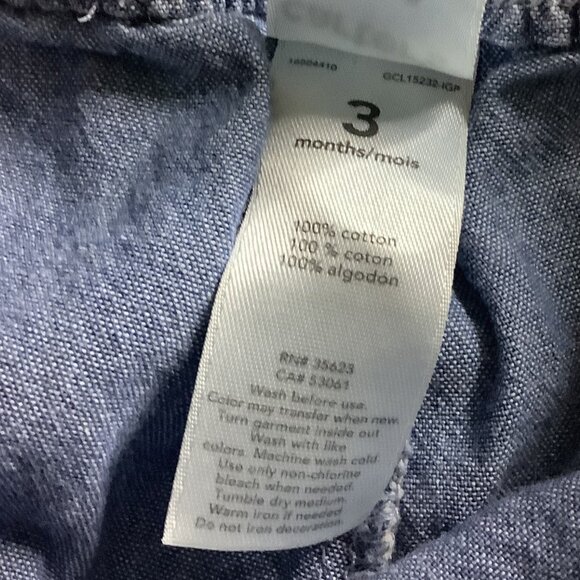 GCL15232-IGP
3
months/mois
100% cotton
100 % coton
100% algodon
RN# 35623
CA# 53061
Wash before use.
Color may transfer when new.
Turn garment inside out
Wash with like
colors. Machine wash cold.
Use only non-chlorine
bleach when needed.
Tumble dry medium.
Warm iron if needed.
Do not iron decoration.